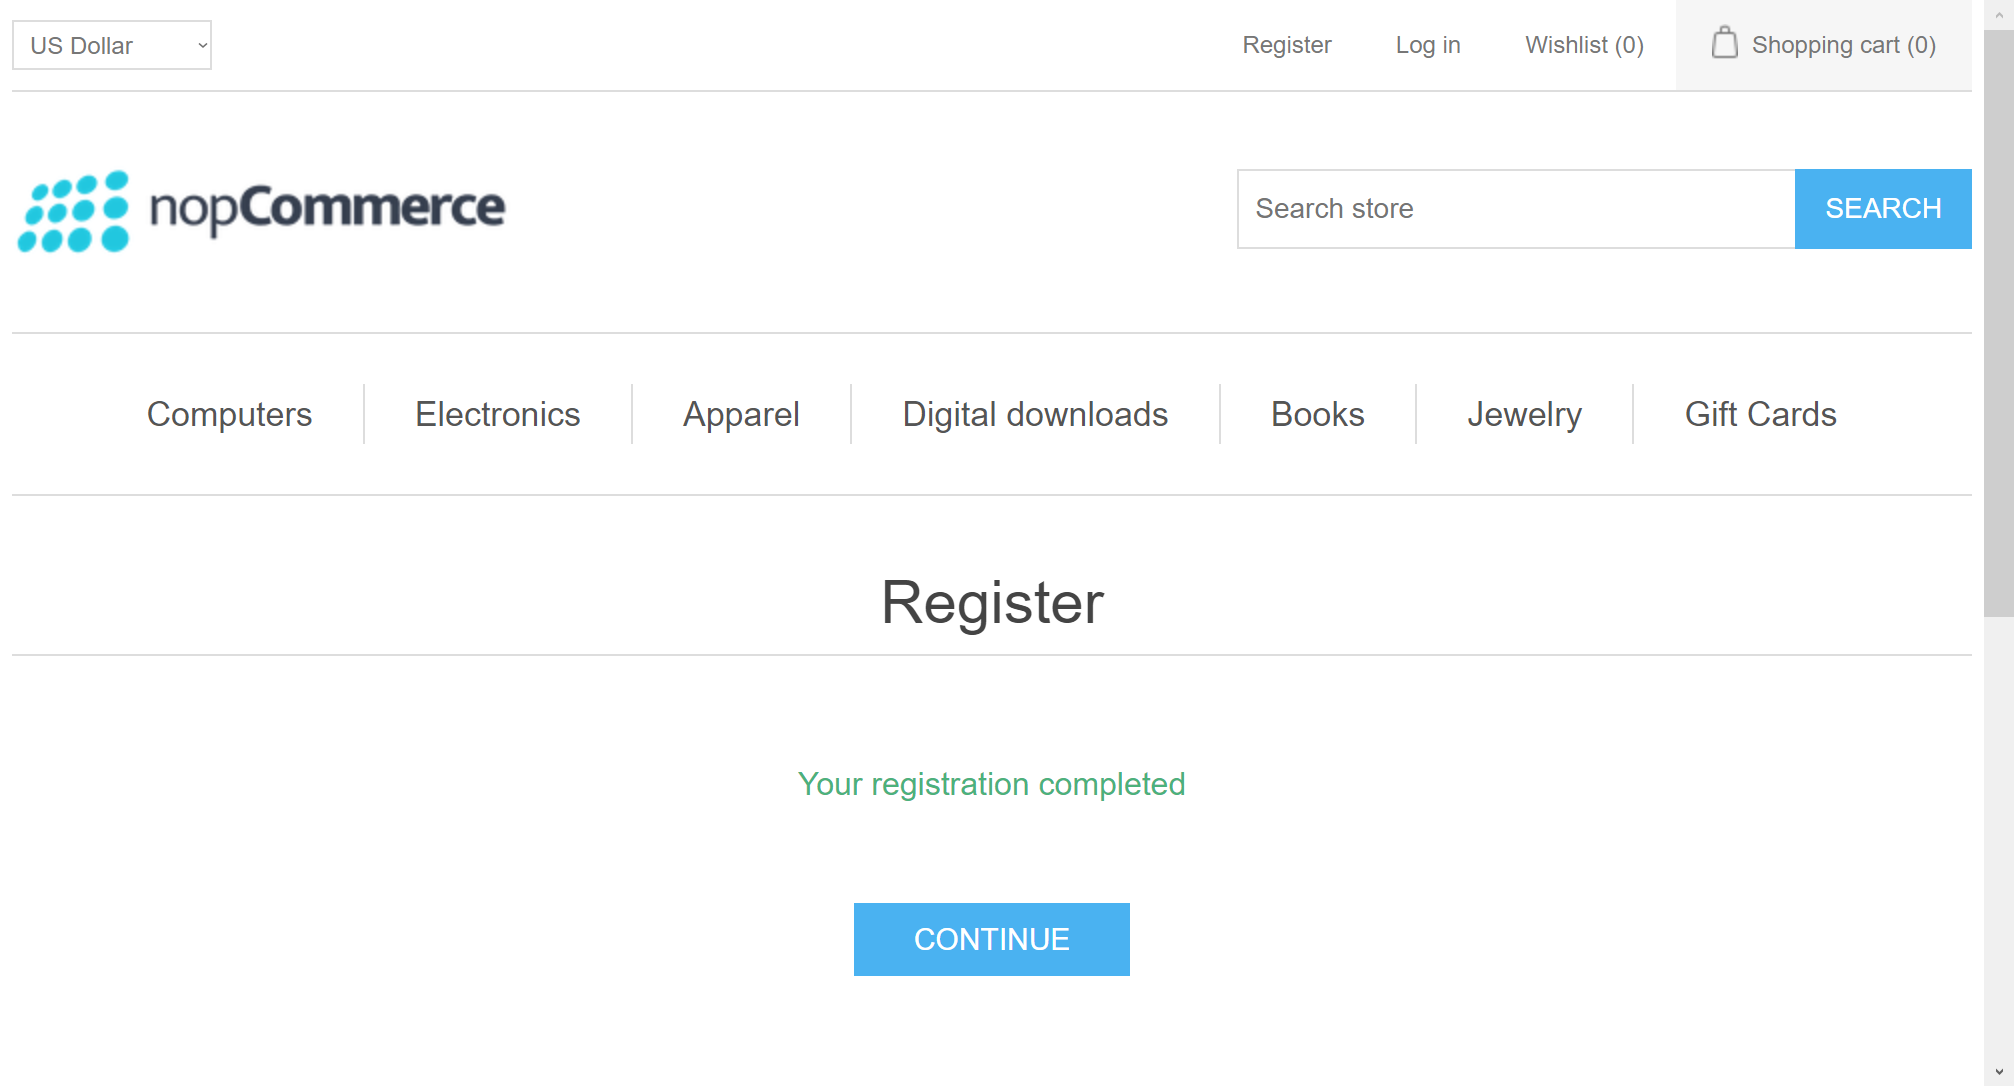 US Dollar
Register
Log in
Wishlist (0)
Shopping cart (0)
nopCommerce
Search store
SEARCH
Computers
Electronics
Apparel
Digital downloads
Books
Jewelry
Gift Cards
Register
Your registration completed
CONTINUE